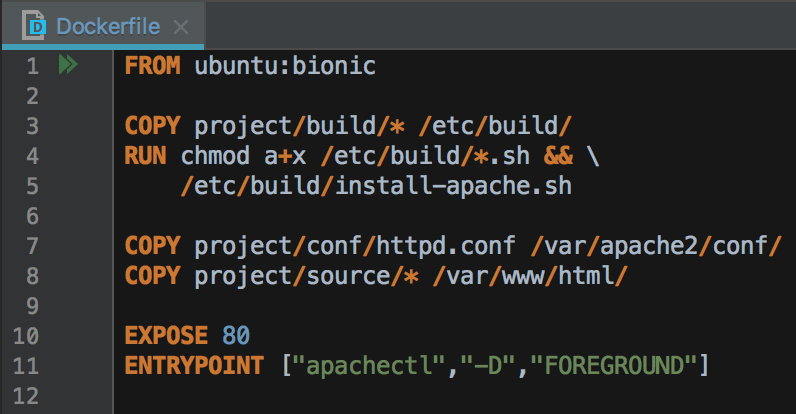 Dockerfile
1 FROM ubuntu:bionic
2
3 COPY project/build/* /etc/build/
4 RUN chmod a+x /etc/build/*.sh && \
5     /etc/build/install-apache.sh
6
7 COPY project/conf/httpd.conf /var/apache2/conf/
8 COPY project/source/* /var/www/html/
9
10 EXPOSE 80
11 ENTRYPOINT ["apachectl","-D","FOREGROUND"]
12